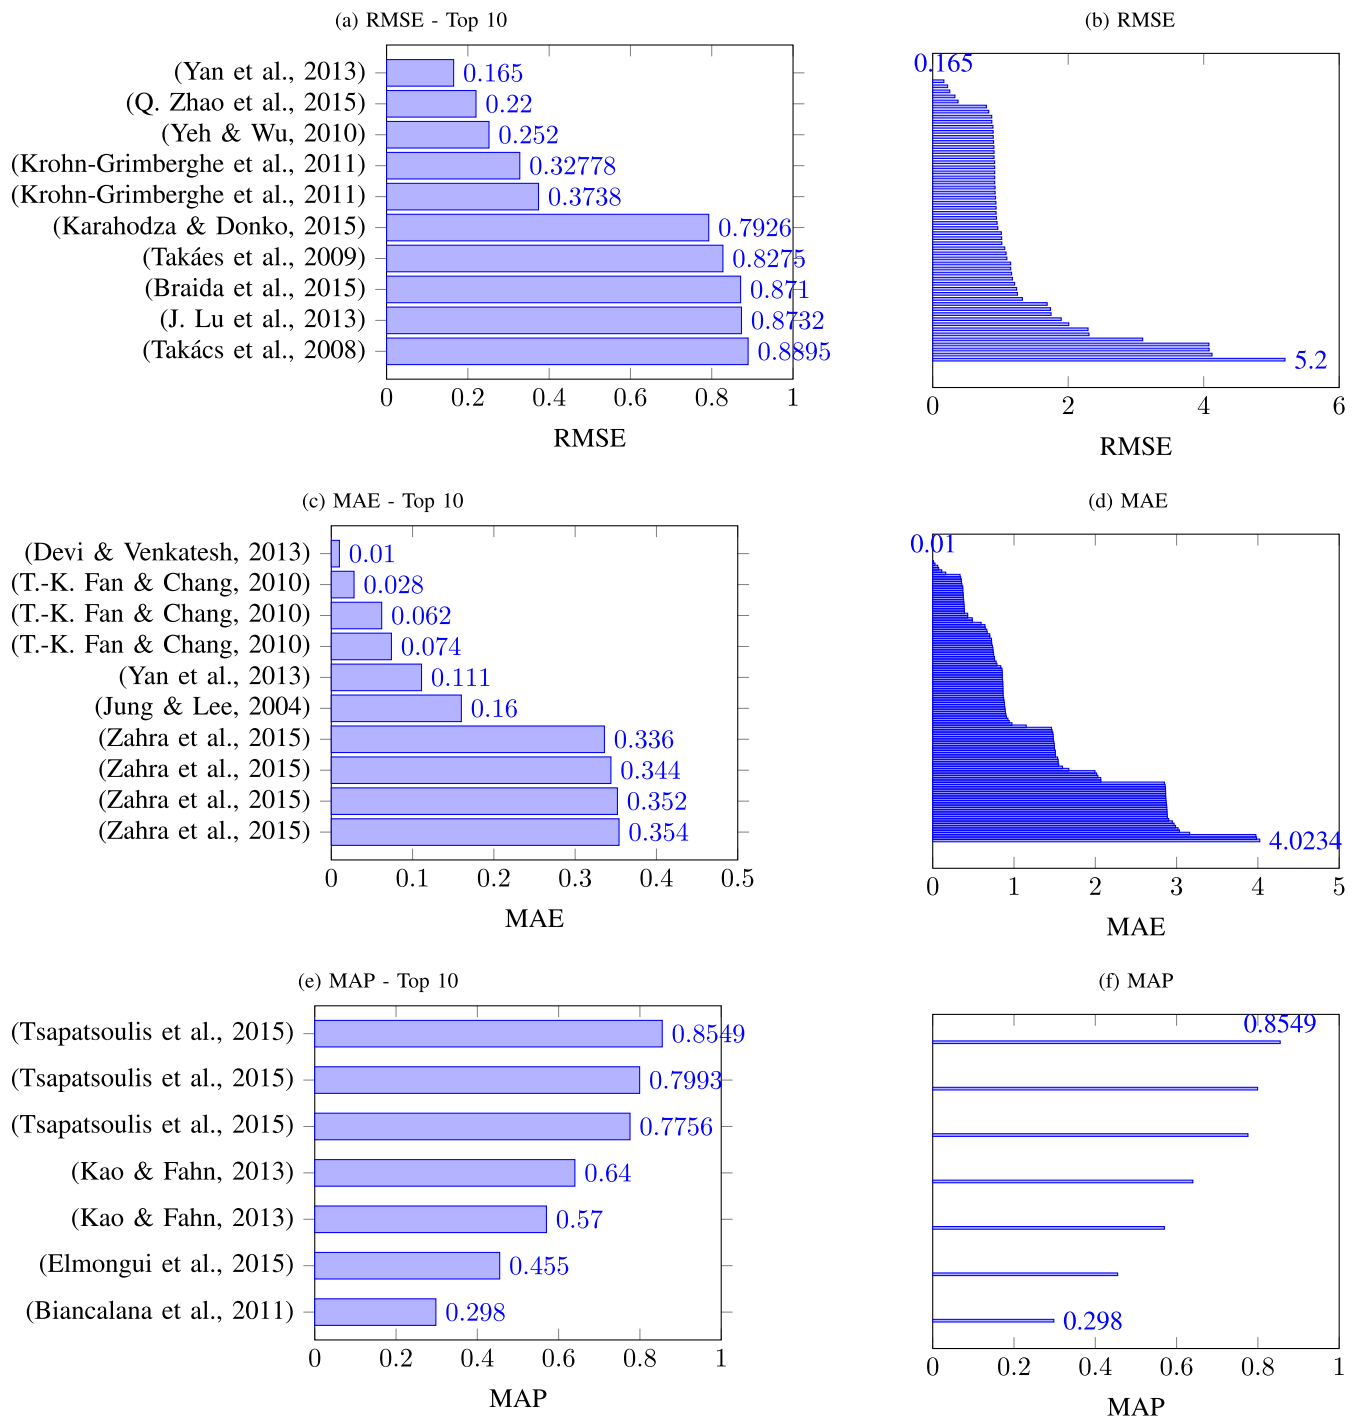 (a) RMSE - Top 10
(Yan et al., 2013) 0.165
(Q. Zhao et al., 2015) 0.22
(Yeh & Wu, 2010) 0.252
(Krohn-Grimberghe et al., 2011) 0.32778
(Krohn-Grimberghe et al., 2011) 0.3738
(Karahodza & Donko, 2015) 0.7926
(Takáes et al., 2009) 0.8275
(Braida et al., 2015) 0.871
(J. Lu et al., 2013) 0.8732
(Takács et al., 2008) 0.8895
0 0.2 0.4 0.6 0.8 1
RMSE
(b) RMSE
0.165
5.2
0 2 4 6
RMSE
(c) MAE - Top 10
(Devi & Venkatesh, 2013) 0.01
(T.-K. Fan & Chang, 2010) 0.028
(T.-K. Fan & Chang, 2010) 0.062
(T.-K. Fan & Chang, 2010) 0.074
(Yan et al., 2013) 0.111
(Jung & Lee, 2004) 0.16
(Zahra et al., 2015) 0.336
(Zahra et al., 2015) 0.344
(Zahra et al., 2015) 0.352
(Zahra et al., 2015) 0.354
0 0.1 0.2 0.3 0.4 0.5
MAE
(d) MAE
0.01
4.0234
0 1 2 3 4 5
MAE
(e) MAP - Top 10
(Tsapatsoulis et al., 2015) 0.8549
(Tsapatsoulis et al., 2015) 0.7993
(Tsapatsoulis et al., 2015) 0.7756
(Kao & Fahn, 2013) 0.64
(Kao & Fahn, 2013) 0.57
(Elmongui et al., 2015) 0.455
(Biancalana et al., 2011) 0.298
0 0.2 0.4 0.6 0.8 1
MAP
(f) MAP
0.8549
0.298
0 0.2 0.4 0.6 0.8 1
MAP